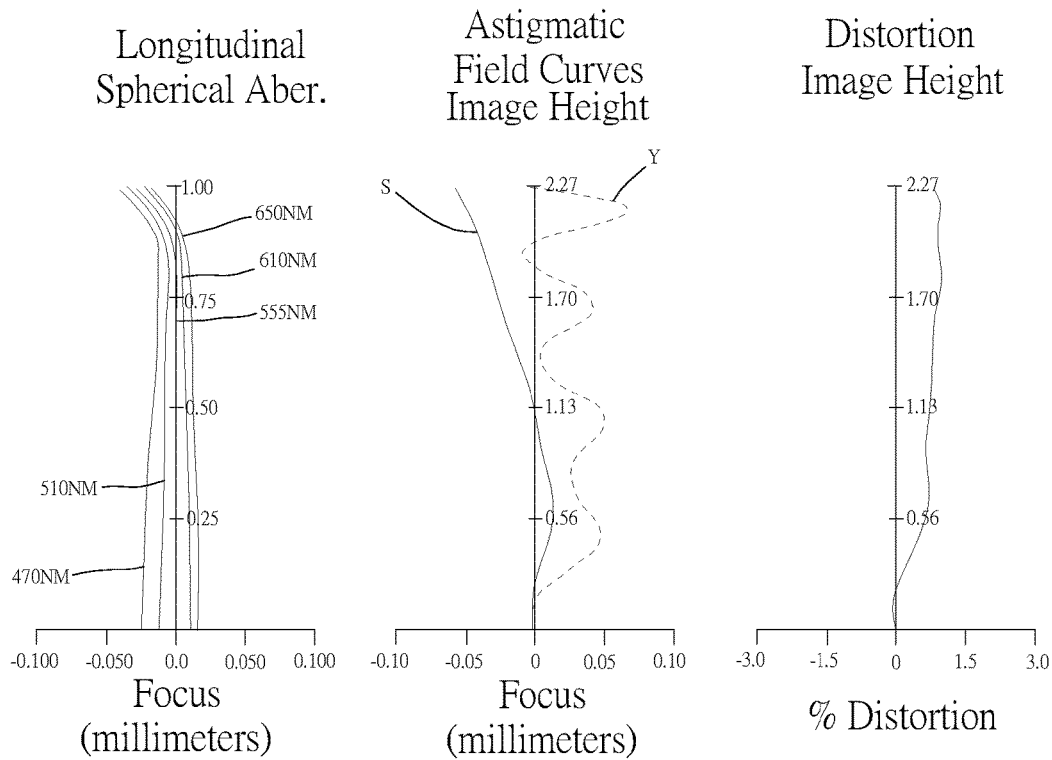 Longitudinal
Spherical Aber.
1.00
650NM
610NM
0.75
555NM
0.50
510NM
0.25
470NM
-0.100 -0.050 0.0 0.050 0.100
Focus
(millimeters)
Astigmatic
Field Curves
Image Height
S
Y
2.27
1.70
1.13
0.56
-0.10 -0.05 0 0.05 0.10
Focus
(millimeters)
Distortion
Image Height
2.27
1.70
1.13
0.56
-3.0 -1.5 0 1.5 3.0
% Distortion